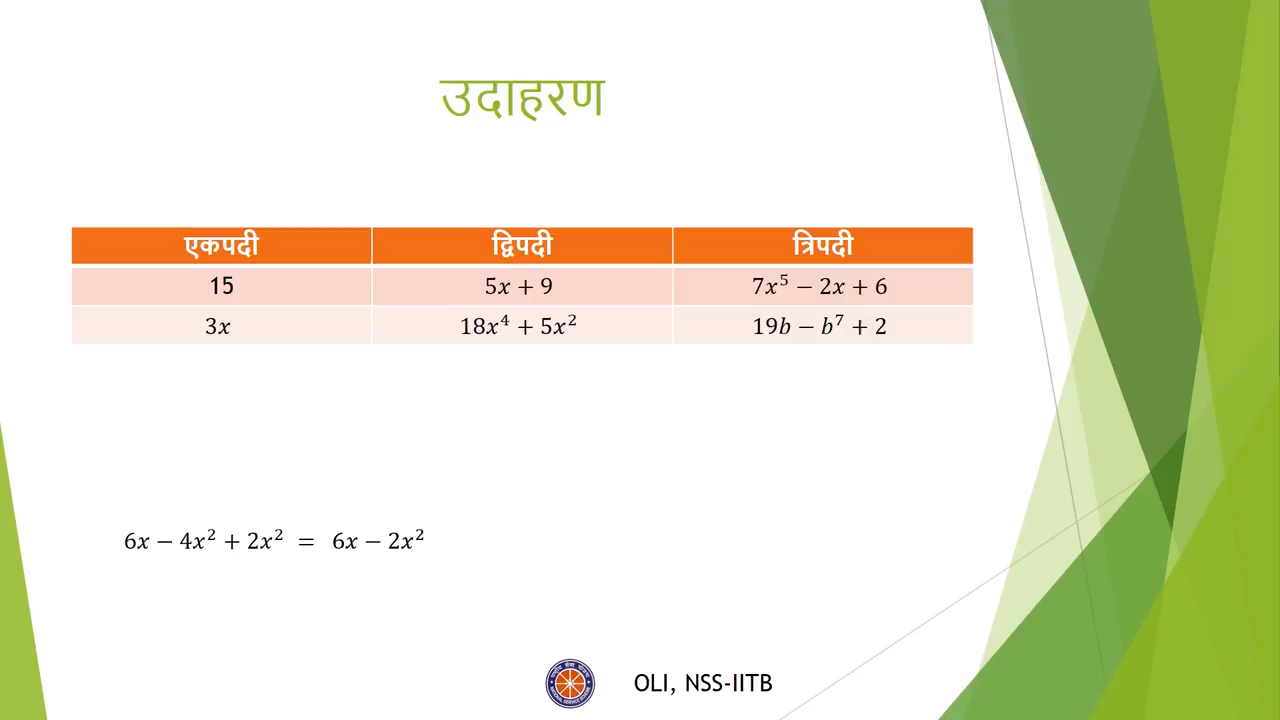 उदाहरण
एकपदी द्विपदी त्रिपदी
15 5x + 9 7x⁵ − 2x + 6
3x 18x⁴ + 5x² 19b − b⁷ + 2
6x − 4x² + 2x² = 6x − 2x²
OLI, NSS-IITB